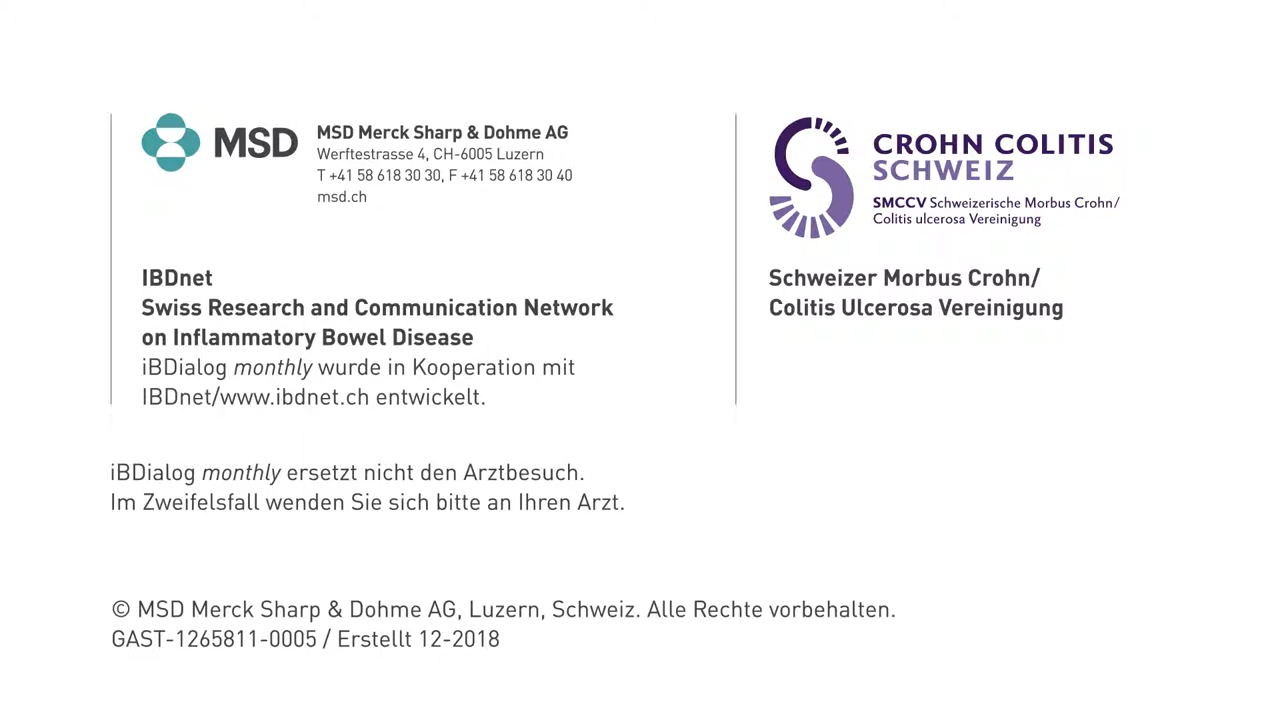 MSD
MSD Merck Sharp & Dohme AG
Werftestrasse 4, CH-6005 Luzern
T +41 58 618 30 30, F +41 58 618 30 40
msd.ch
IBDnet
Swiss Research and Communication Network
on Inflammatory Bowel Disease
iBDialog monthly wurde in Kooperation mit
IBDnet/www.ibdnet.ch entwickelt.
CROHN COLITIS
SCHWEIZ
SMCCV Schweizerische Morbus Crohn/
Colitis ulcerosa Vereinigung
Schweizer Morbus Crohn/
Colitis Ulcerosa Vereinigung
iBDialog monthly ersetzt nicht den Arztbesuch.
Im Zweifelsfall wenden Sie sich bitte an Ihren Arzt.
© MSD Merck Sharp & Dohme AG, Luzern, Schweiz. Alle Rechte vorbehalten.
GAST-1265811-0005 / Erstellt 12-2018